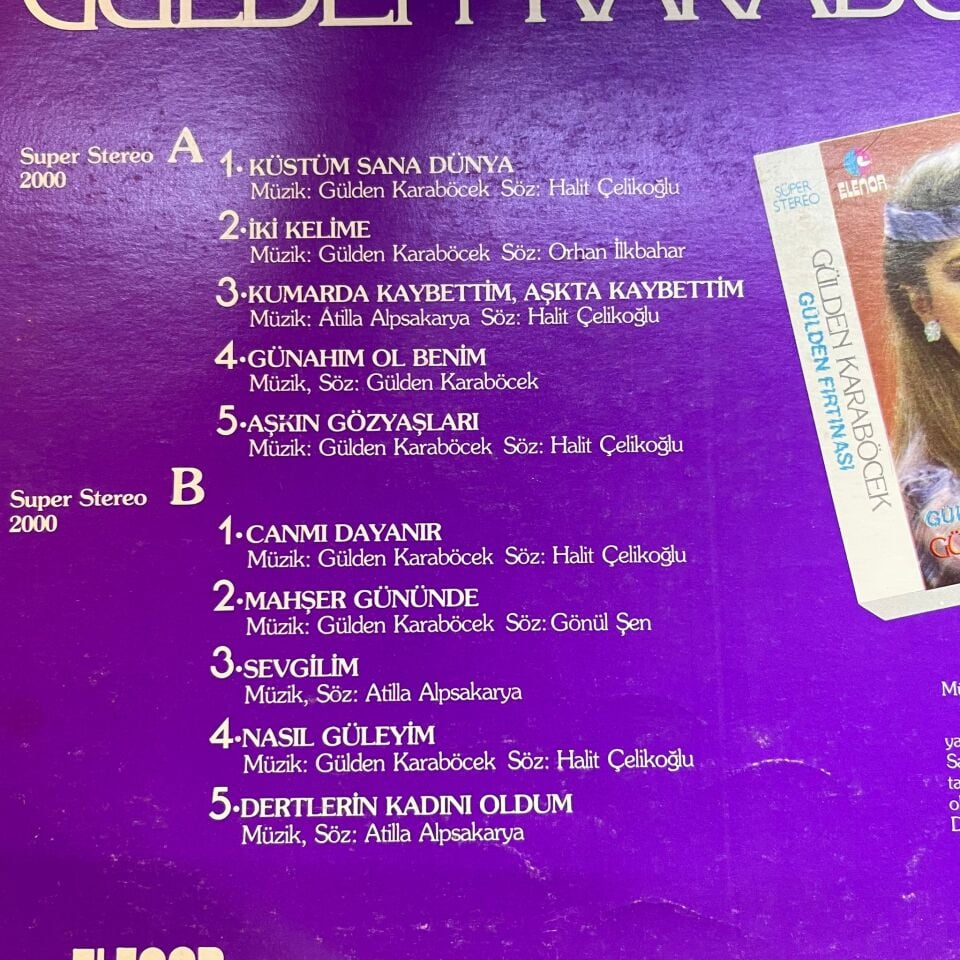 GÜLDEN KARABÖ
Super Stereo A
2000
1. KÜSTÜM SANA DÜNYA
Müzik: Gülden Karaböcek Söz: Halit Çelikoğlu
2. İKİ KELİME
Müzik: Gülden Karaböcek Söz: Orhan İlkbahar
3. KUMARDA KAYBETTİM, AŞKTA KAYBETTİM
Müzik: Atilla Alpsakarya Söz: Halit Çelikoğlu
4. GÜNAHIM OL BENİM
Müzik, Söz: Gülden Karaböcek
5. AŞKIN GÖZYAŞLARI
Müzik: Gülden Karaböcek Söz: Halit Çelikoğlu
Super Stereo B
2000
1. CANMI DAYANIR
Müzik: Gülden Karaböcek Söz: Halit Çelikoğlu
2. MAHŞER GÜNÜNDE
Müzik: Gülden Karaböcek Söz: Gönül Şen
3. SEVGİLİM
Müzik, Söz: Atilla Alpsakarya
4. NASIL GÜLEYİM
Müzik: Gülden Karaböcek Söz: Halit Çelikoğlu
5. DERTLERİN KADINI OLDUM
Müzik, Söz: Atilla Alpsakarya
SÜPER
STEREO
ELENOR
GÜLDEN KARABÖCEK
GÜLDEN FIRTINASI
ELENOR